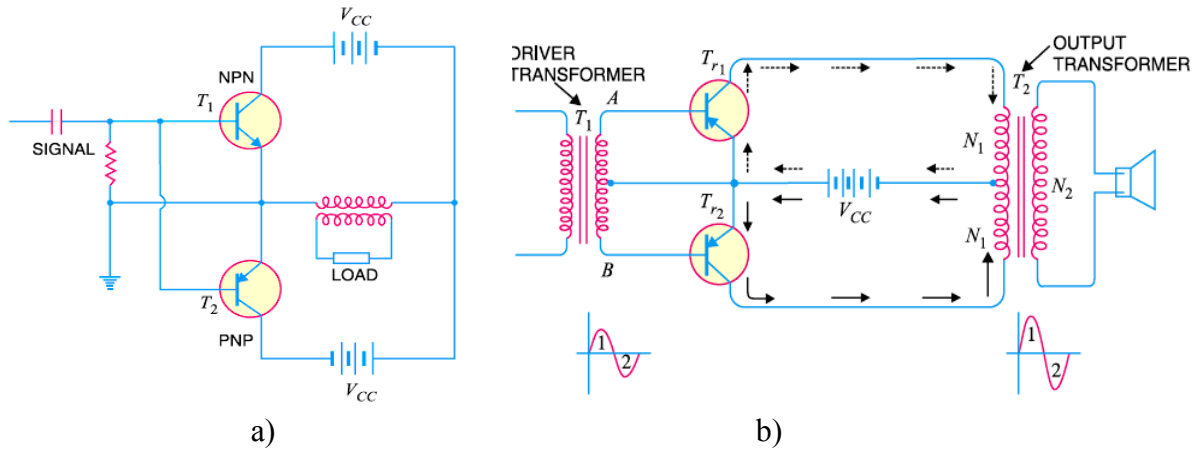 V_CC
NPN
T_1
SIGNAL
LOAD
T_2
PNP
V_CC
a)
DRIVER
TRANSFORMER
T_1
A
T_r1
OUTPUT
TRANSFORMER
T_2
N_1
N_2
V_CC
T_r2
N_1
B
1
2
1
2
b)